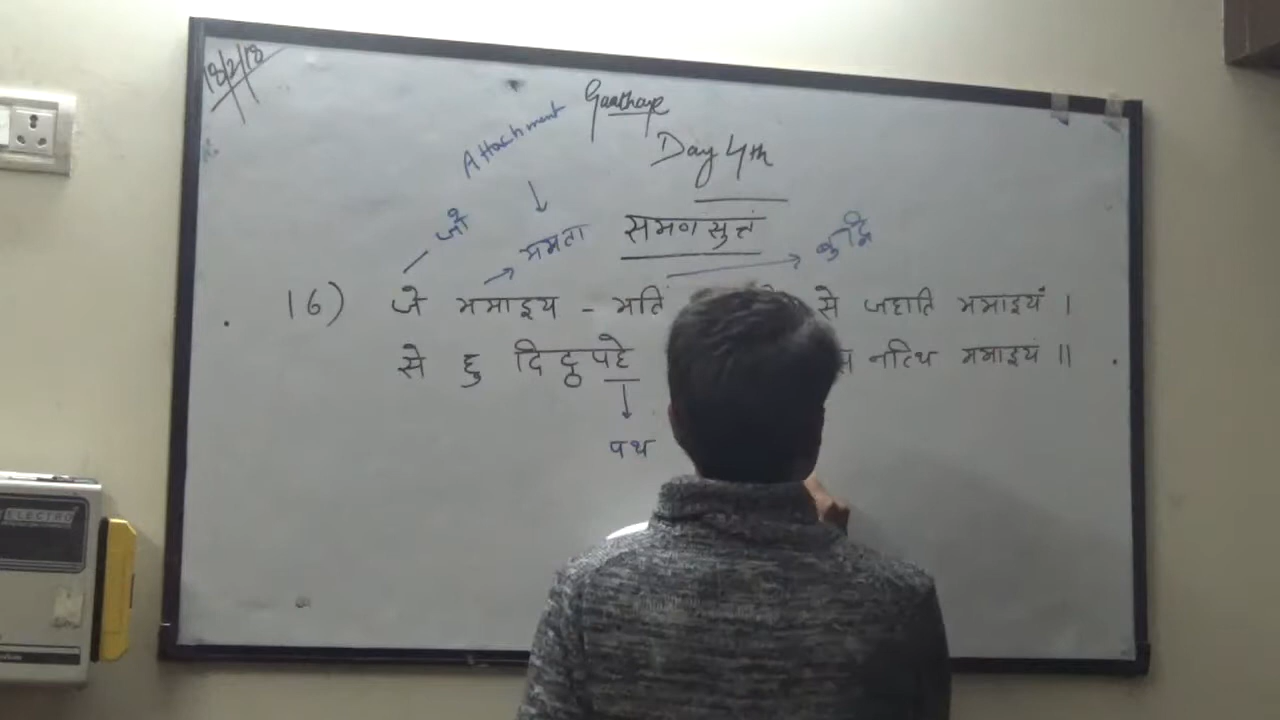 18/2/18
Gaathaye
Attachment
Day 4th
जो
ममता
समणसुत्तं
बुद्धि
16) जे ममाइय - मतिं से जहाति ममाइयं ।
से हु दिट्ठपहे नत्थि ममाइयं ॥
पथ
ELECTRO